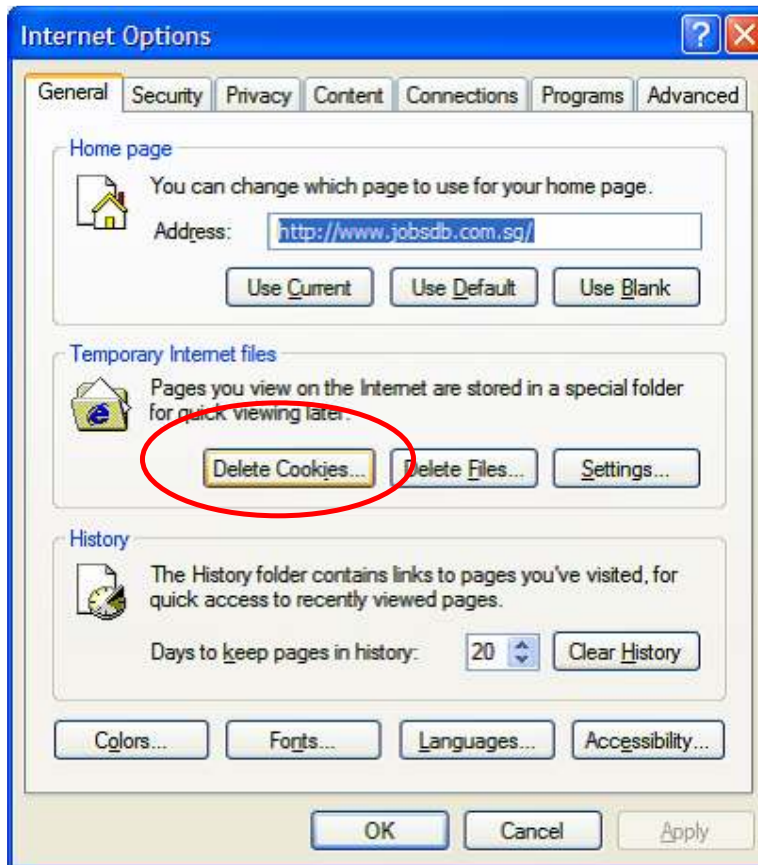 Internet Options
General Security Privacy Content Connections Programs Advanced
Home page
You can change which page to use for your home page.
Address: http://www.jobsdb.com.sg/
Use Current Use Default Use Blank
Temporary Internet files
Pages you view on the Internet are stored in a special folder
for quick viewing later.
Delete Cookies... Delete Files... Settings...
History
The History folder contains links to pages you've visited, for
quick access to recently viewed pages.
Days to keep pages in history: 20 Clear History
Colors... Fonts... Languages... Accessibility...
OK Cancel Apply